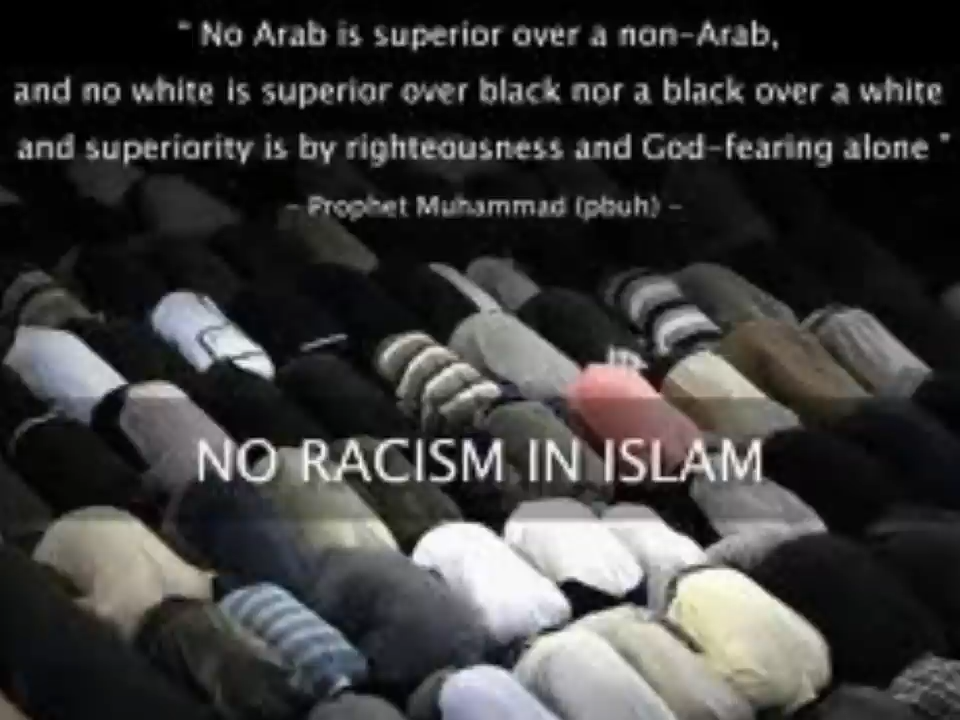 " No Arab is superior over a non-Arab,
and no white is superior over black nor a black over a white
and superiority is by righteousness and God-fearing alone "
- Prophet Muhammad (pbuh) -
NO RACISM IN ISLAM